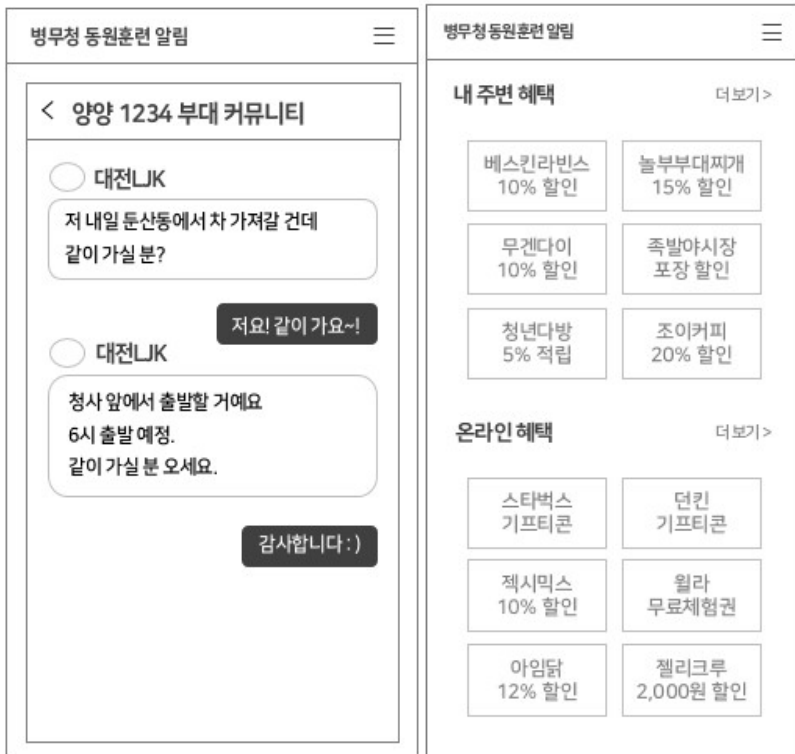 병무청 동원훈련 알림
양양 1234 부대 커뮤니티
대전LJK
저 내일 둔산동에서 차 가져갈 건데
같이 가실 분?
저요! 같이 가요~!
대전LJK
청사 앞에서 출발할 거예요
6시 출발 예정.
같이 가실 분 오세요.
감사합니다 : )
병무청 동원훈련 알림
내 주변 혜택
더보기 >
베스킨라빈스
10% 할인
놀부부대찌개
15% 할인
무겐다이
10% 할인
족발야시장
포장 할인
청년다방
5% 적립
조이커피
20% 할인
온라인 혜택
더보기 >
스타벅스
기프티콘
던킨
기프티콘
젝시믹스
10% 할인
윌라
무료체험권
아임닭
12% 할인
젤리크루
2,000원 할인